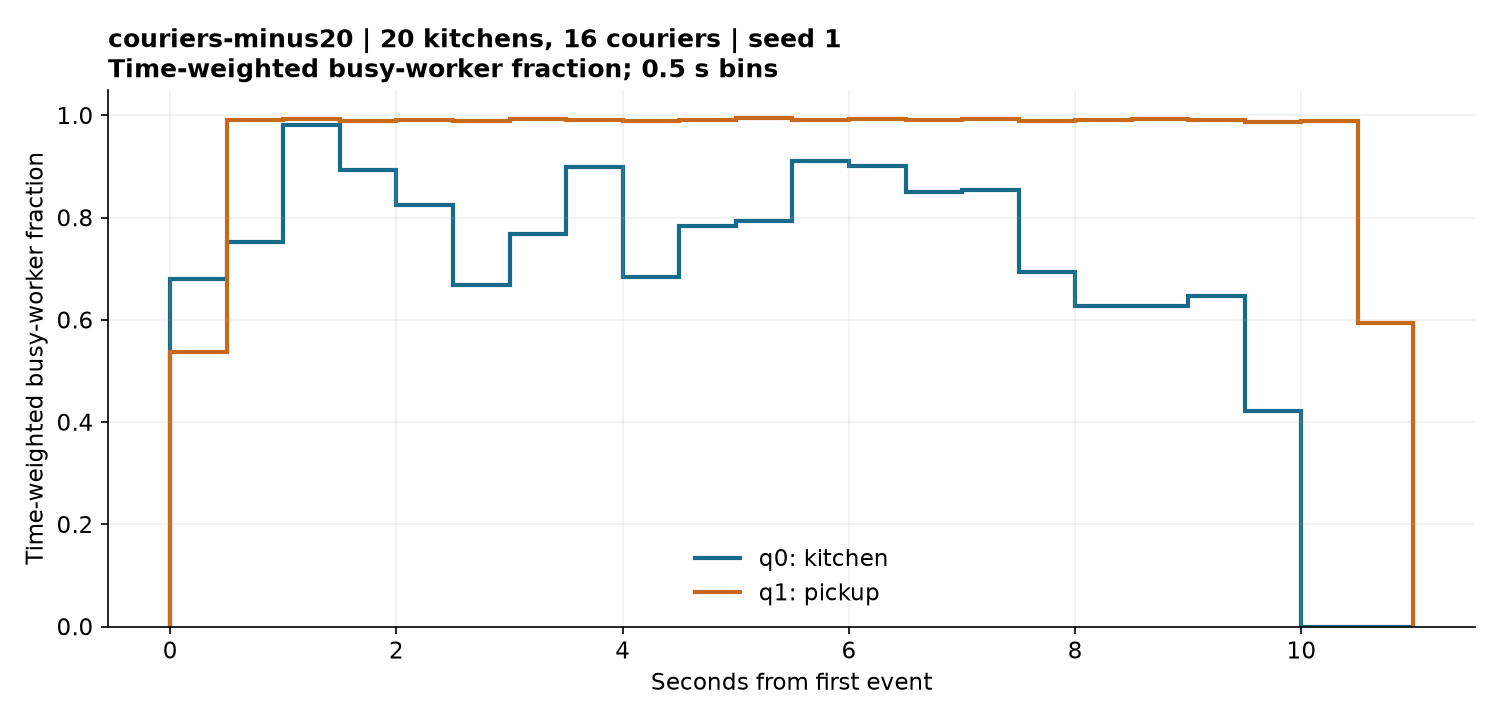 couriers-minus20 | 20 kitchens, 16 couriers | seed 1
Time-weighted busy-worker fraction; 0.5 s bins
Time-weighted busy-worker fraction
1.0
0.8
0.6
0.4
0.2
0.0
q0: kitchen
q1: pickup
0 2 4 6 8 10
Seconds from first event